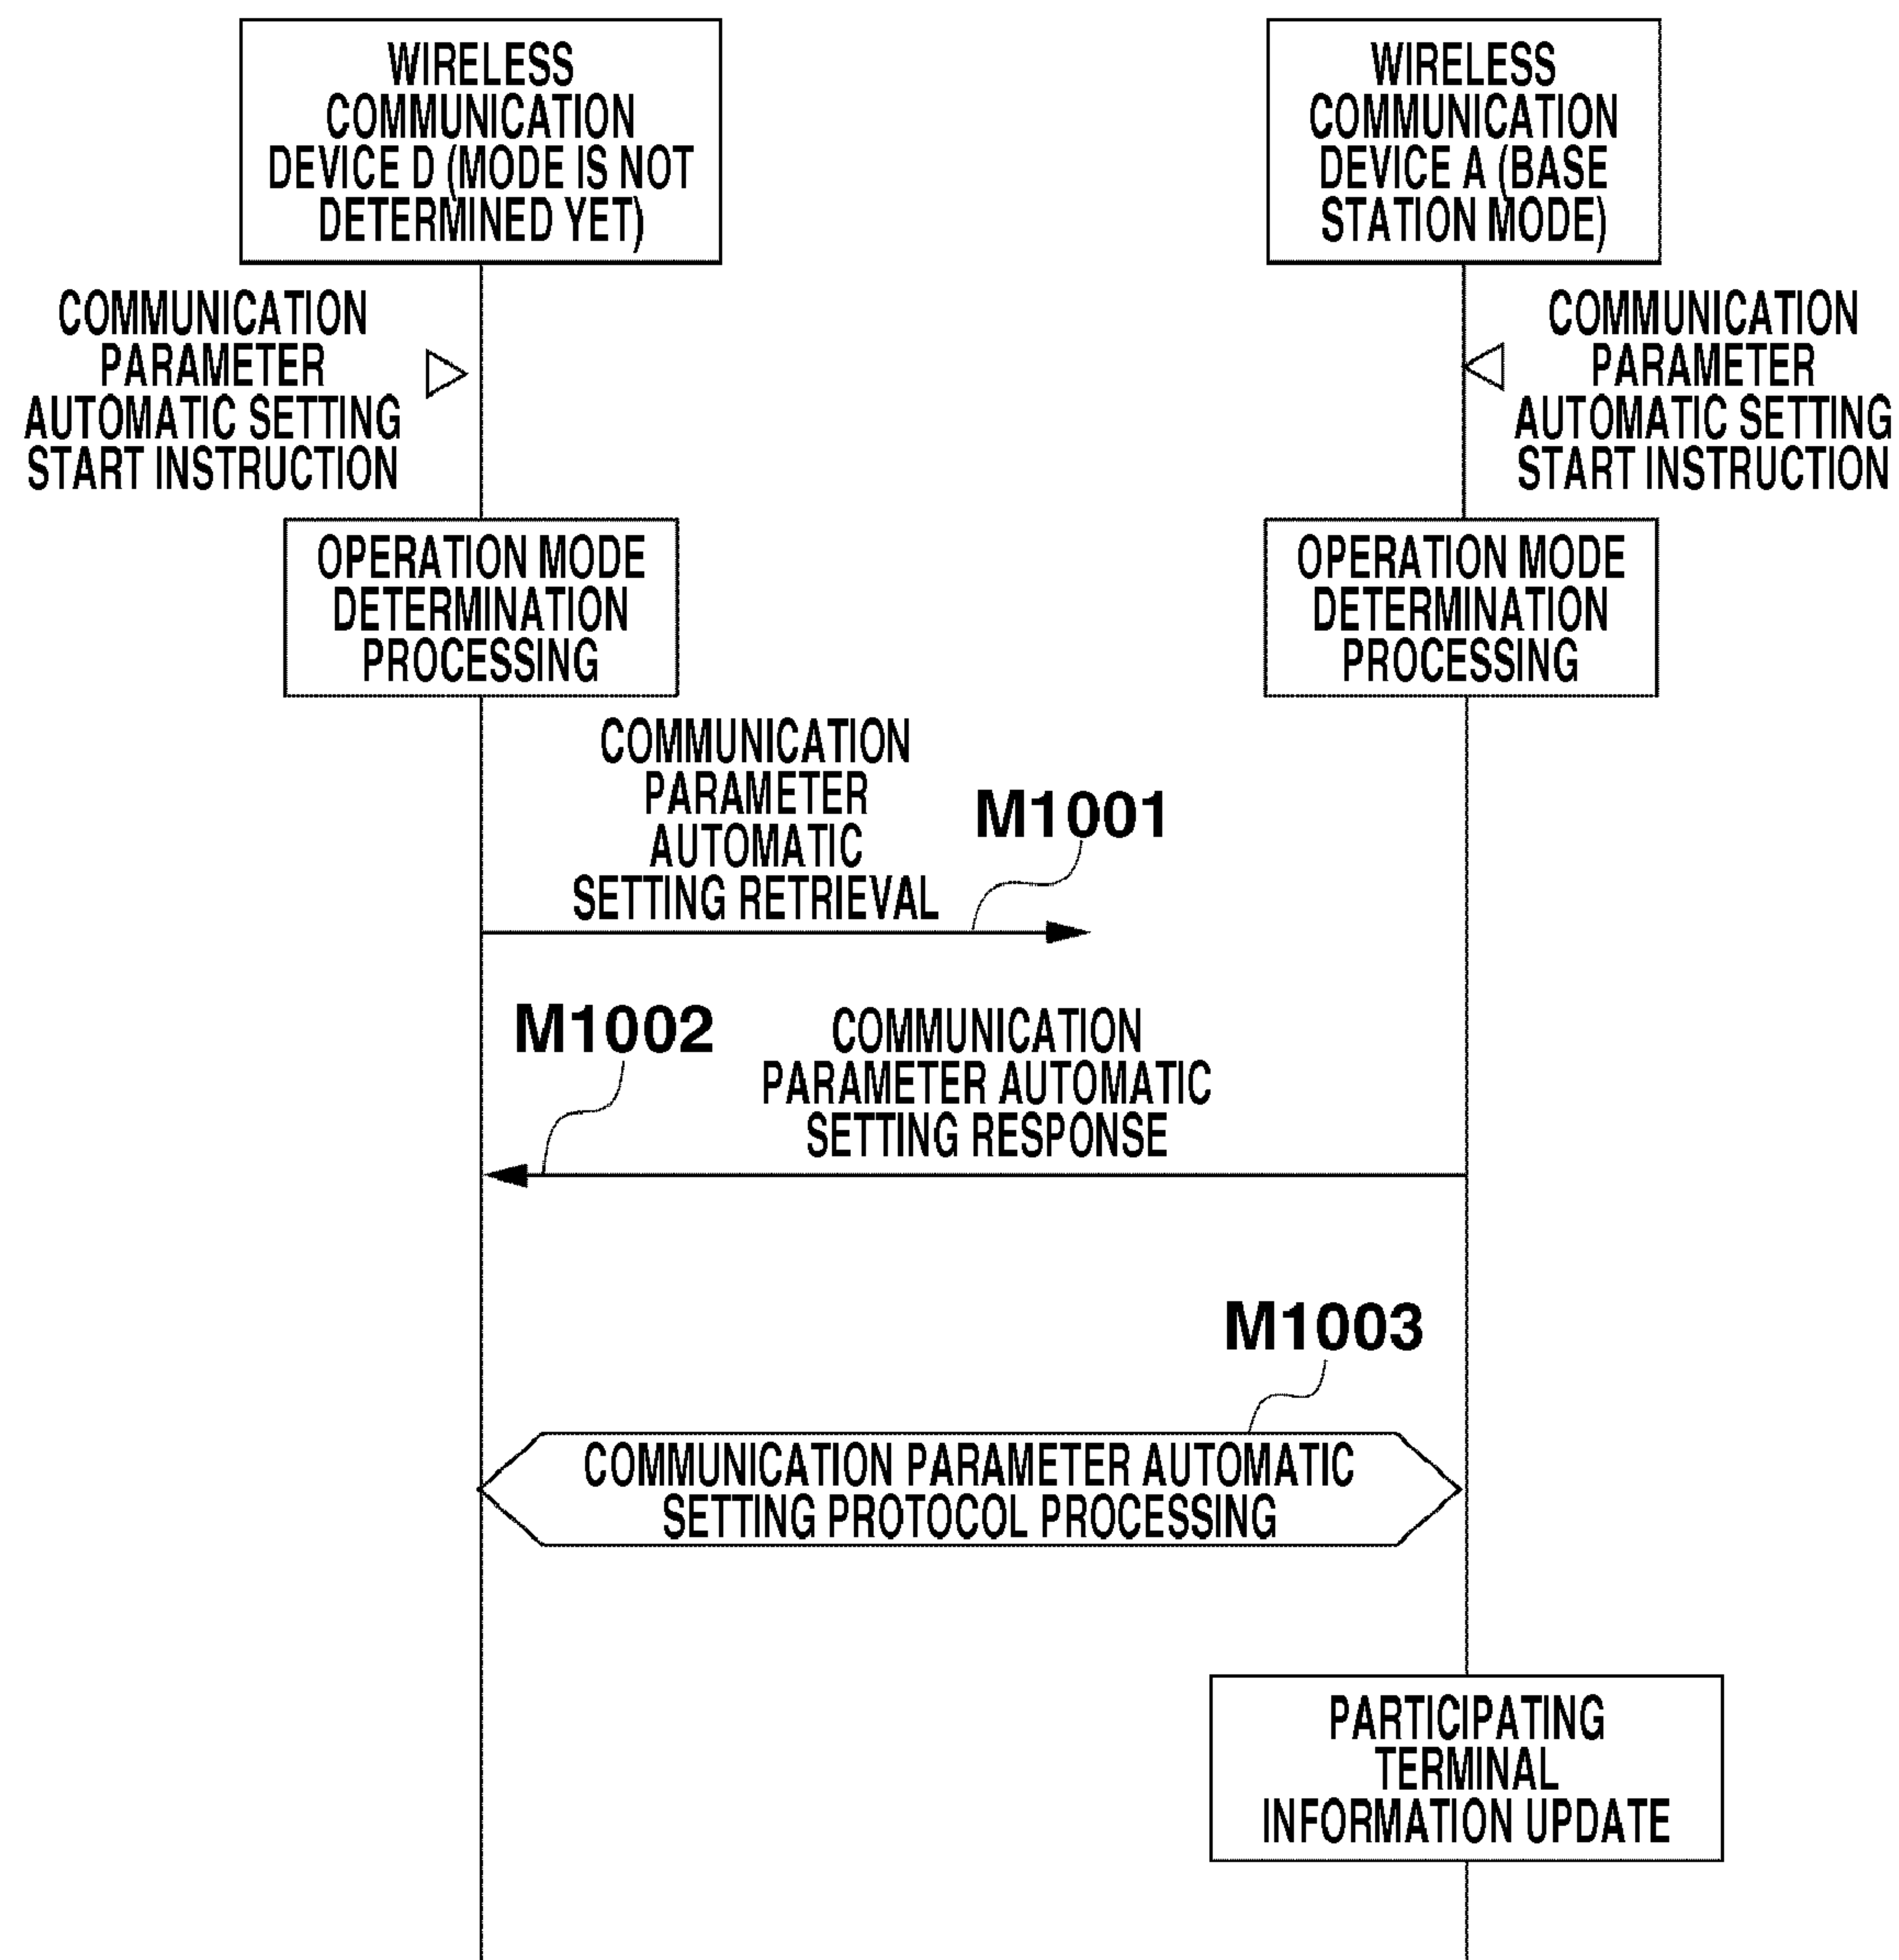 WIRELESS
COMMUNICATION
DEVICE D (MODE IS NOT
DETERMINED YET)
WIRELESS
COMMUNICATION
DEVICE A (BASE
STATION MODE)
COMMUNICATION
PARAMETER
AUTOMATIC SETTING
START INSTRUCTION
COMMUNICATION
PARAMETER
AUTOMATIC SETTING
START INSTRUCTION
OPERATION MODE
DETERMINATION
PROCESSING
OPERATION MODE
DETERMINATION
PROCESSING
COMMUNICATION
PARAMETER
AUTOMATIC
SETTING RETRIEVAL
M1001
M1002
COMMUNICATION
PARAMETER AUTOMATIC
SETTING RESPONSE
M1003
COMMUNICATION PARAMETER AUTOMATIC
SETTING PROTOCOL PROCESSING
PARTICIPATING
TERMINAL
INFORMATION UPDATE